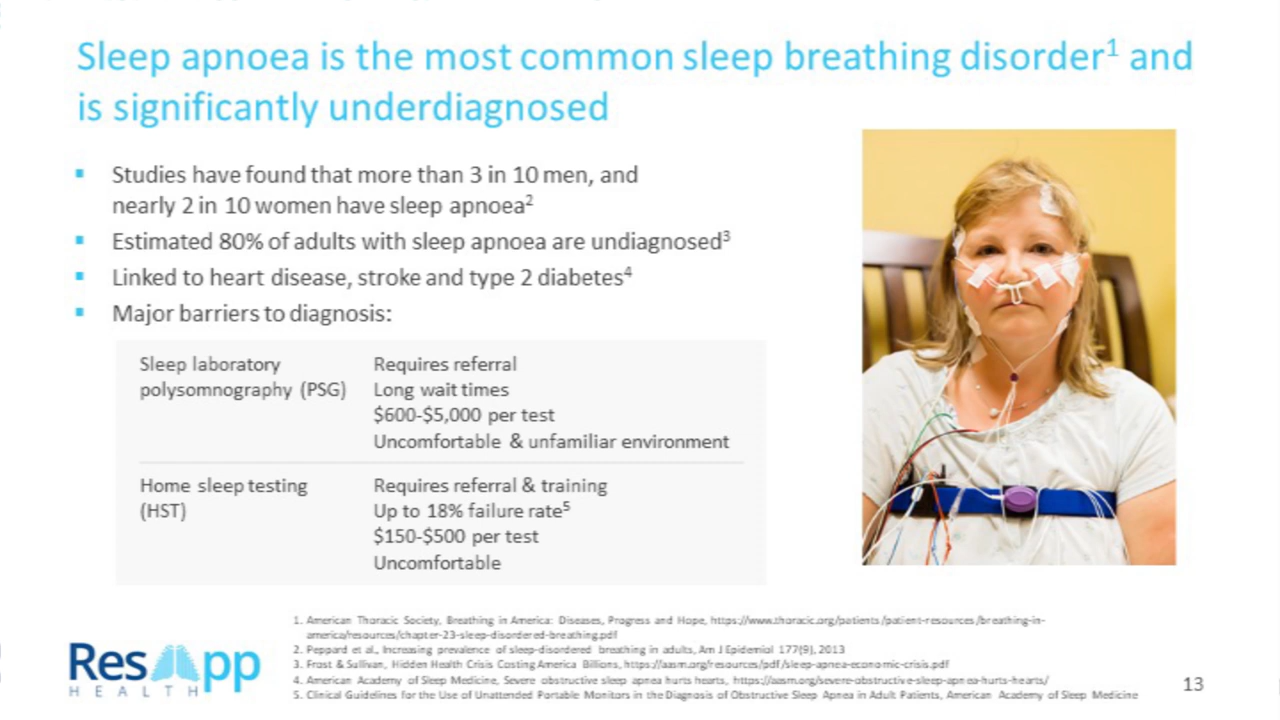 Sleep apnoea is the most common sleep breathing disorder¹ and
is significantly underdiagnosed
Studies have found that more than 3 in 10 men, and
nearly 2 in 10 women have sleep apnoea²
Estimated 80% of adults with sleep apnoea are undiagnosed³
Linked to heart disease, stroke and type 2 diabetes⁴
Major barriers to diagnosis:
Sleep laboratory
polysomnography (PSG)
Requires referral
Long wait times
$600-$5,000 per test
Uncomfortable & unfamiliar environment
Home sleep testing
(HST)
Requires referral & training
Up to 18% failure rate⁵
$150-$500 per test
Uncomfortable
1. American Thoracic Society, Breathing in America: Diseases, Progress and Hope, https://www.thoracic.org/patients/patient-resources/breathing-in-
america/resources/chapter-23-sleep-disordered-breathing.pdf
2. Peppard et al., Increasing prevalence of sleep-disordered breathing in adults, Am J Epidemiol 177(9), 2013
3. Frost & Sullivan, Hidden Health Crisis Costing America Billions, https://aasm.org/resources/pdf/sleep-apnea-economic-crisis.pdf
4. American Academy of Sleep Medicine, Severe obstructive sleep apnea hurts hearts, https://aasm.org/severe-obstructive-sleep-apnea-hurts-hearts/
5. Clinical Guidelines for the Use of Unattended Portable Monitors in the Diagnosis of Obstructive Sleep Apnea in Adult Patients, American Academy of Sleep Medicine
ResApp
HEALTH
13